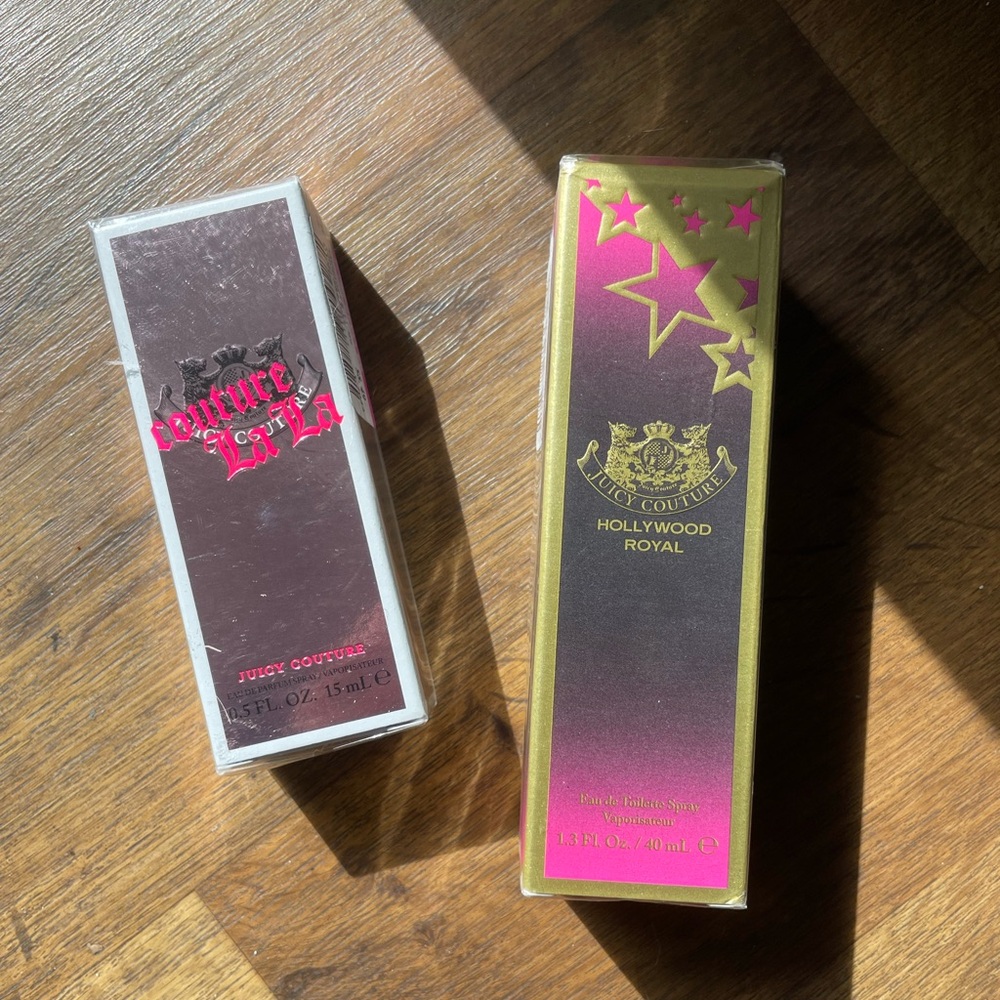 couture
La La
JUICY COUTURE
JUICY COUTURE
EAU DE PARFUM SPRAY / VAPORISATEUR
0.5 FL. OZ. 15 mL e
JUICY COUTURE
HOLLYWOOD
ROYAL
Eau de Toilette Spray
Vaporisateur
1.3 Fl. Oz. / 40 mL e